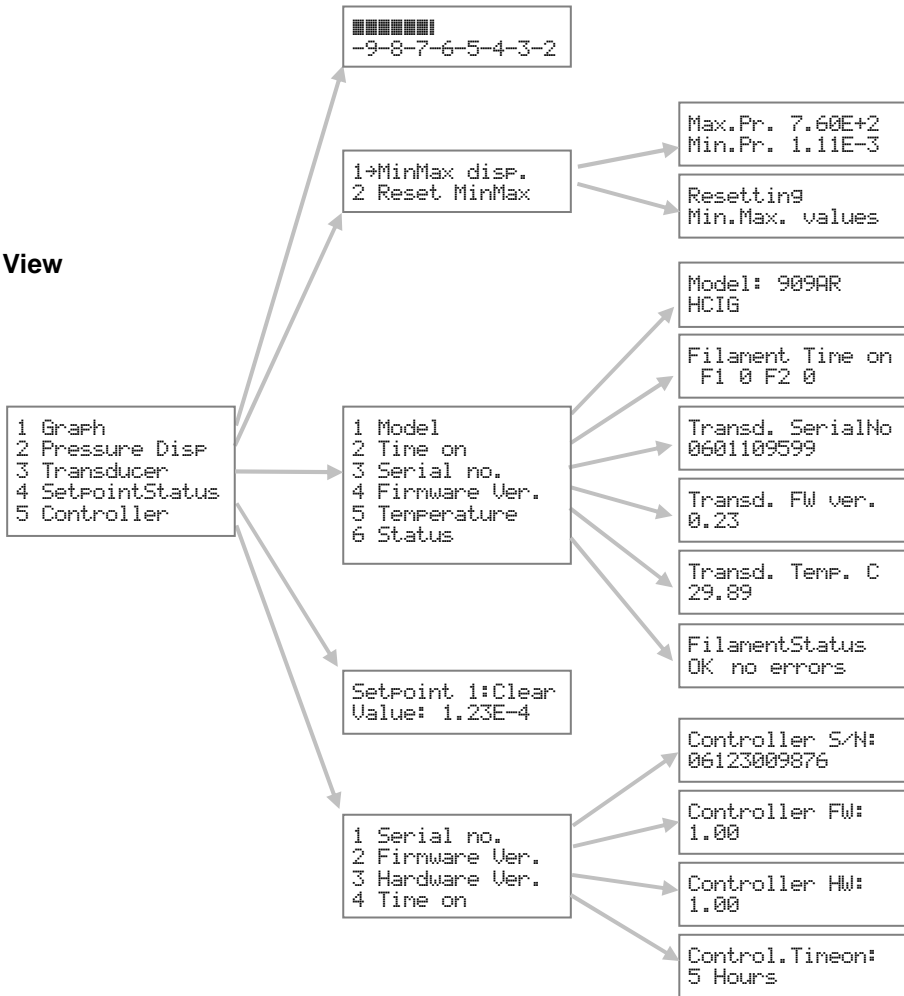 -9-8-7-6-5-4-3-2
1→MinMax disp.
2 Reset MinMax
Max.Pr. 7.60E+2
Min.Pr. 1.11E-3
Resetting
Min.Max. values
View
1 Graph
2 Pressure Disp
3 Transducer
4 SetpointStatus
5 Controller
1 Model
2 Time on
3 Serial no.
4 Firmware Ver.
5 Temperature
6 Status
Model: 909AR
HCIG
Filament Time on
F1 0 F2 0
Transd. SerialNo
0601109599
Transd. FW ver.
0.23
Transd. Temp. C
29.89
FilamentStatus
OK no errors
Setpoint 1:Clear
Value: 1.23E-4
1 Serial no.
2 Firmware Ver.
3 Hardware Ver.
4 Time on
Controller S/N:
06123009876
Controller FW:
1.00
Controller HW:
1.00
Control.Timeon:
5 Hours